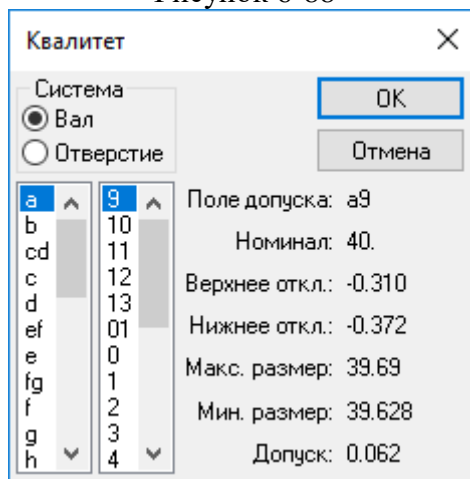 Квалитет
Система
Вал
Отверстие
OK
Отмена
a
b
cd
c
d
ef
e
fg
f
g
h
9
10
11
12
13
01
0
1
2
3
4
Поле допуска: a9
Номинал: 40.
Верхнее откл.: -0.310
Нижнее откл.: -0.372
Макс. размер: 39.69
Мин. размер: 39.628
Допуск: 0.062